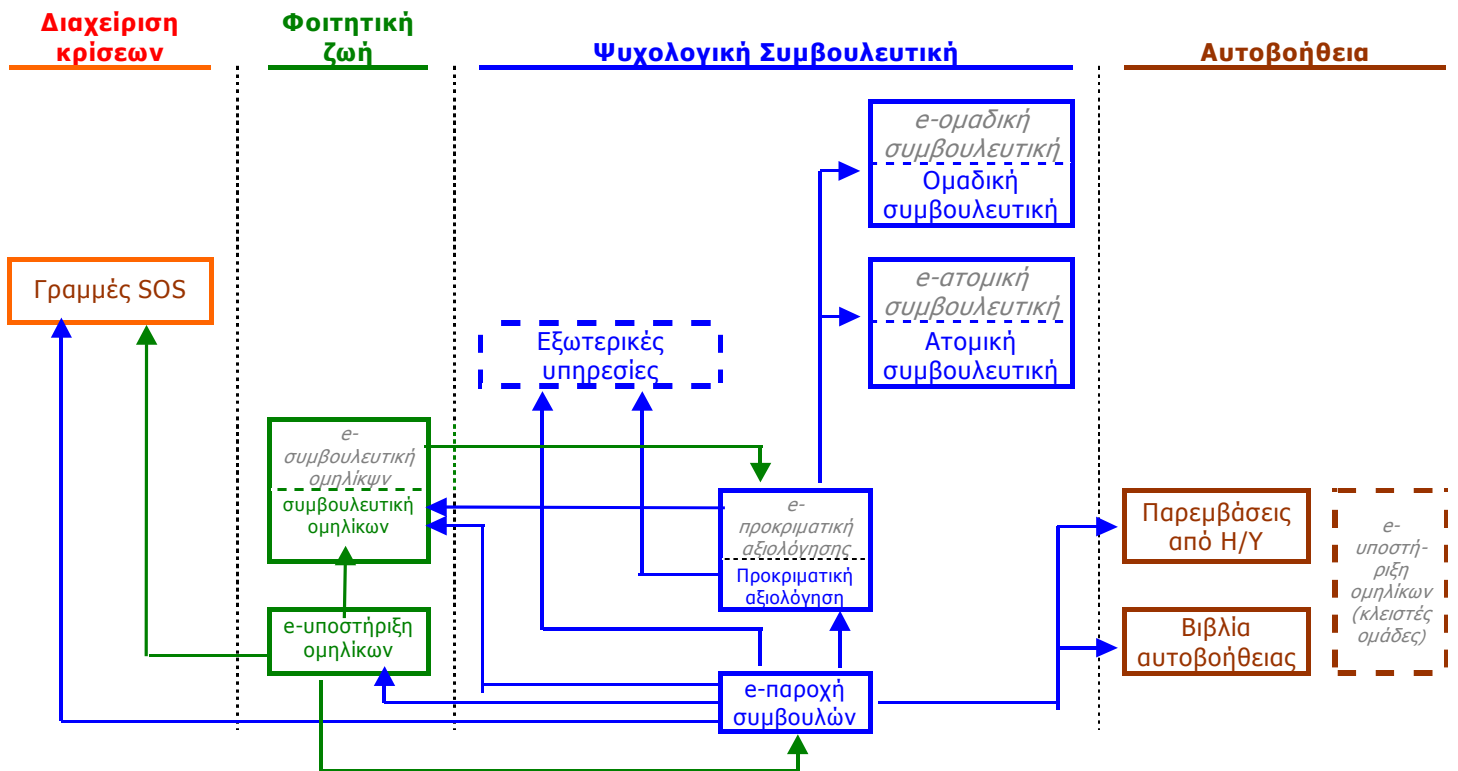 Διαχείριση
κρίσεων
Φοιτητική
ζωή
Ψυχολογική Συμβουλευτική
Αυτοβοήθεια
e-ομαδική
συμβουλευτική
Ομαδική
συμβουλευτική
Γραμμές SOS
e-ατομική
συμβουλευτική
Ατομική
συμβουλευτική
Εξωτερικές
υπηρεσίες
e-
συμβουλευτική
ομηλίκψν
συμβουλευτική
ομηλίκων
e-
προκριματική
αξιολόγησης
Προκριματική
αξιολόγηση
Παρεμβάσεις
από Η/Υ
e-
υποστή-
ριξη
ομηλίκων
(κλειστές
ομάδες)
e-υποστήριξη
ομηλίκων
Βιβλία
αυτοβοήθειας
e-παροχή
συμβουλών